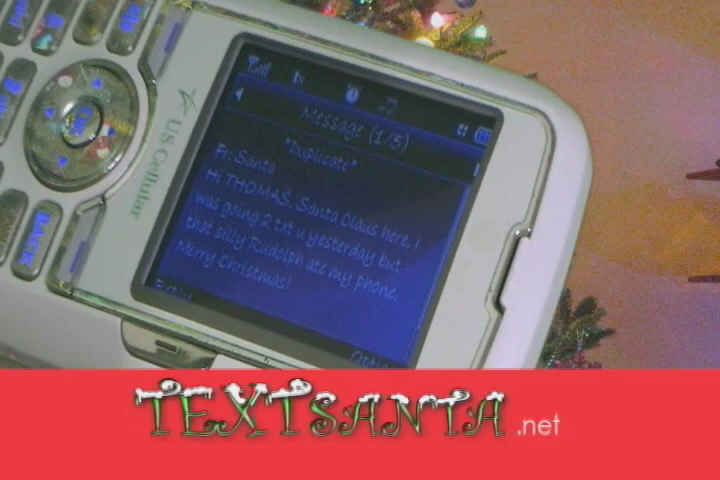 Message (1/5)
*Duplicate*
Fr: Santa
Hi THOMAS, Santa Claus here. I
was going 2 txt u yesterday but
that silly Rudolph ate my phone.
Merry Christmas!
US Cellular
OK
BACK
TEXTSANTA.net